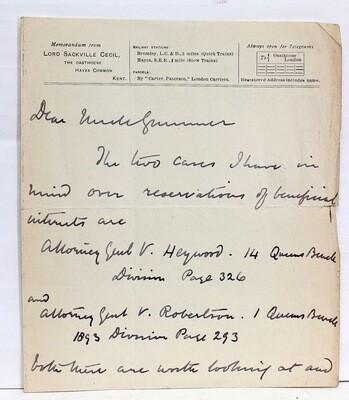 Memorandum from
LORD SACKVILLE CECIL,
THE OASTHOUSE
HAYES COMMON
KENT.
RAILWAY STATIONS:
Bromley, L.C. & D., 2 miles (Quick Trains)
Hayes, S.E.R., ½ mile (Slow Trains)
PARCELS:
By "Carter, Paterson," London Carriers.
Always open for Telegrams
To Oasthouse
London
Registered Address includes name.
Dear
The two cases I have in
mind over reservations of beneficial
interests are
Attorney Genl V. Heywood. 14 Queens Bench
Division Page 326
and
Attorney Genl V. Robertson. 1 Queens Bench
1893 Division Page 293
both these are worth looking at and